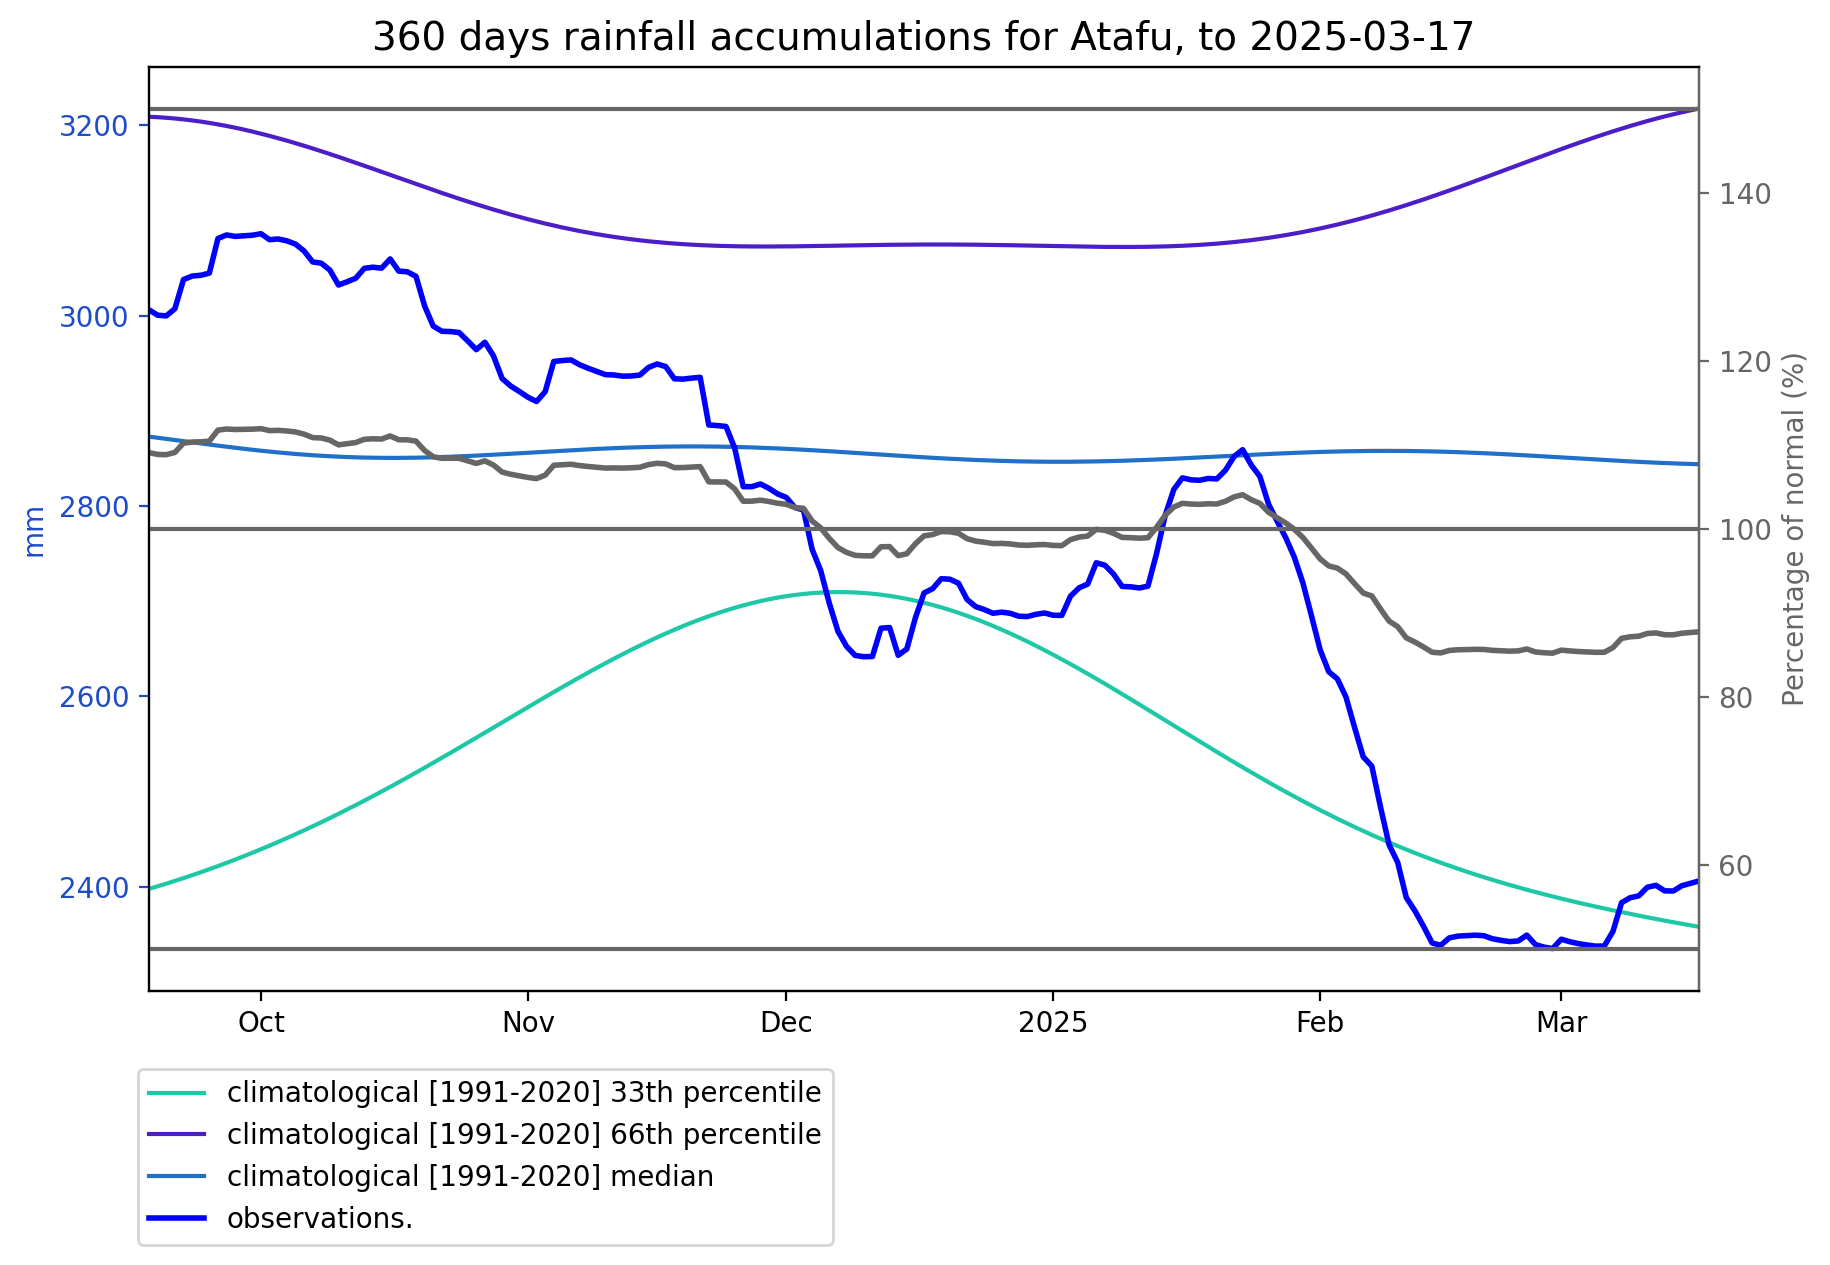 360 days rainfall accumulations for Atafu, to 2025-03-17
3200
3000
2800
2600
2400
mm
140
120
100
80
60
Percentage of normal (%)
Oct Nov Dec 2025 Feb Mar
climatological [1991-2020] 33th percentile
climatological [1991-2020] 66th percentile
climatological [1991-2020] median
observations.